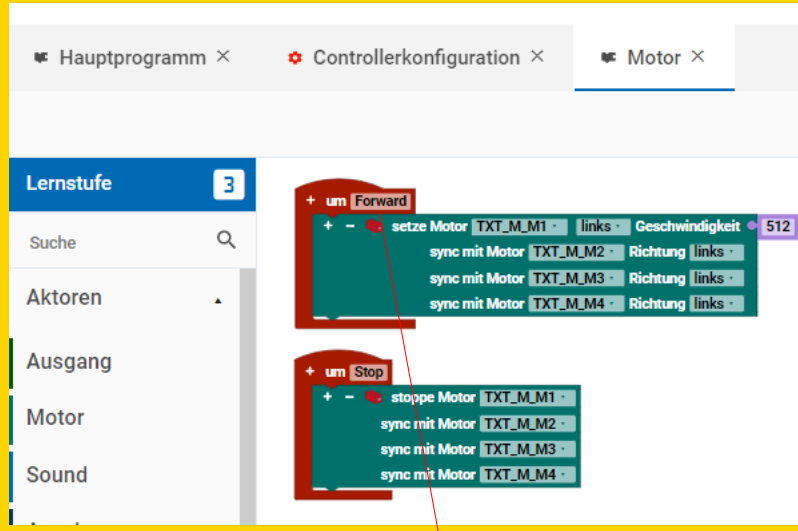 Hauptprogramm ×
Controllerkonfiguration ×
Motor ×
Lernstufe 3
Suche
Aktoren
Ausgang
Motor
Sound
+ um Forward
+ − setze Motor TXT_M_M1 links Geschwindigkeit 512
sync mit Motor TXT_M_M2 Richtung links
sync mit Motor TXT_M_M3 Richtung links
sync mit Motor TXT_M_M4 Richtung links
+ um Stop
+ − stoppe Motor TXT_M_M1
sync mit Motor TXT_M_M2
sync mit Motor TXT_M_M3
sync mit Motor TXT_M_M4